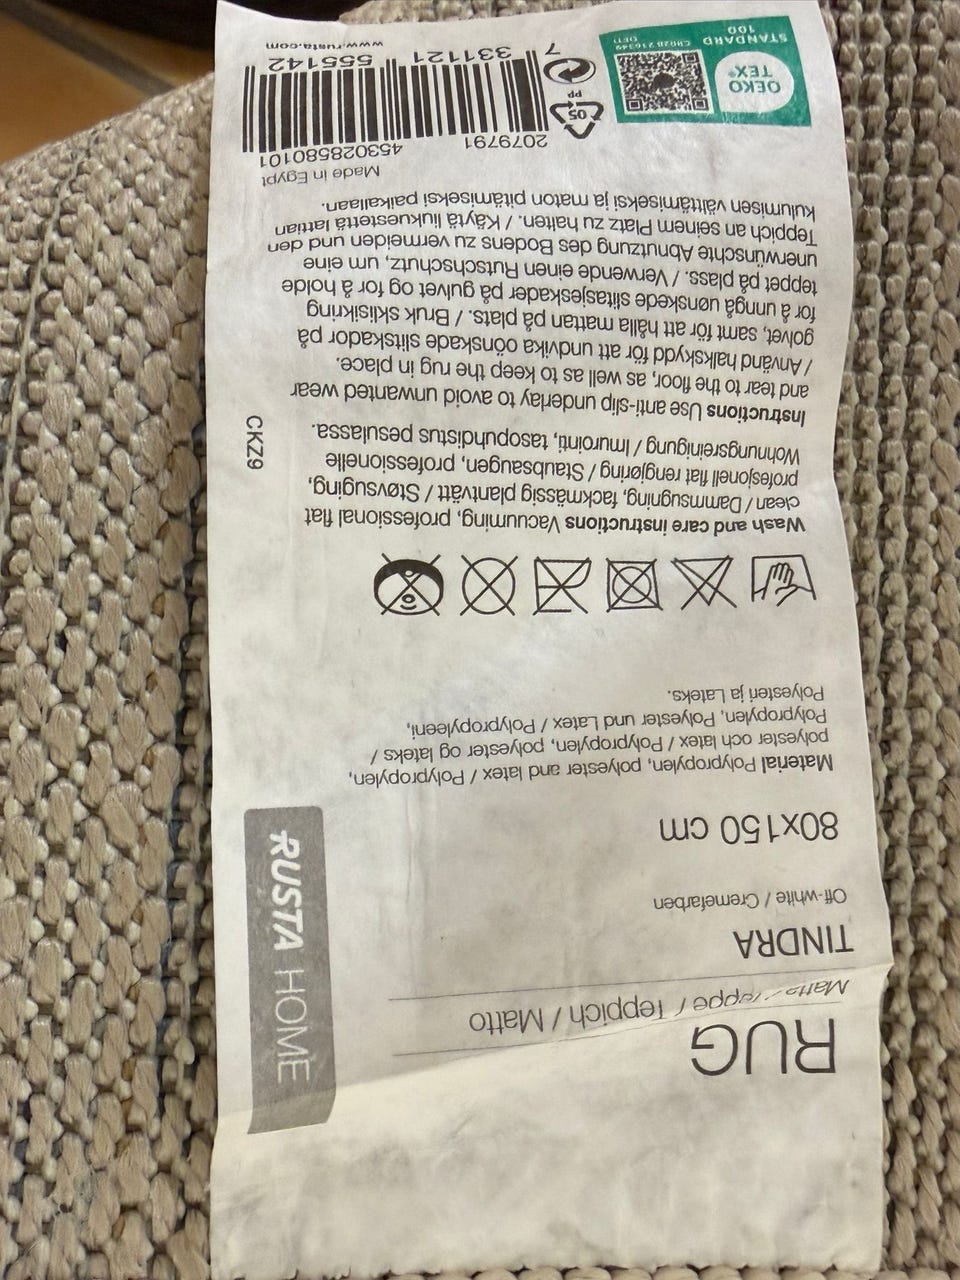 RUG
Matto / Teppe / Teppich / Matto
TINDRA
Off-white / Cremefarben
80x150 cm
RUSTA HOME
Material Polypropylen, polyester and latex / Polypropylen,
polyester och latex / Polypropylen, polyester og lateks /
Polypropylen, Polyester und Latex / Polypropyleeni,
Polyesteri ja Lateks.
Wash and care instructions Vacuuming, professional flat
clean / Dammsugning, fackmässig plantvätt / Støvsuging,
profesjonell flat rengjøring / Staubsaugen, professionelle
Wohnungsreinigung / Imurointi, tasopuhdistus pesulassa.
CKZ9
Instructions Use anti-slip underlay to avoid unwanted wear
and tear to the floor, as well as to keep the rug in place.
/ Använd halkskydd för att undvika oönskade slitskador på
golvet, samt för att hålla mattan på plats. / Bruk sklisikring
for å unngå uønskede slitasjeskader på gulvet og for å holde
teppet på plass. / Verwende einen Rutschschutz, um eine
unerwünschte Abnutzung des Bodens zu vermeiden und den
Teppich an seinem Platz zu halten. / Käytä liukuestettä lattian
kulumisen välttämiseksi ja maton pitämiseksi paikallaan.
Made in Egypt
2079791 453028580101
7 331121 555142
www.rusta.com
05
PP
OEKO
TEX®
STANDARD
100